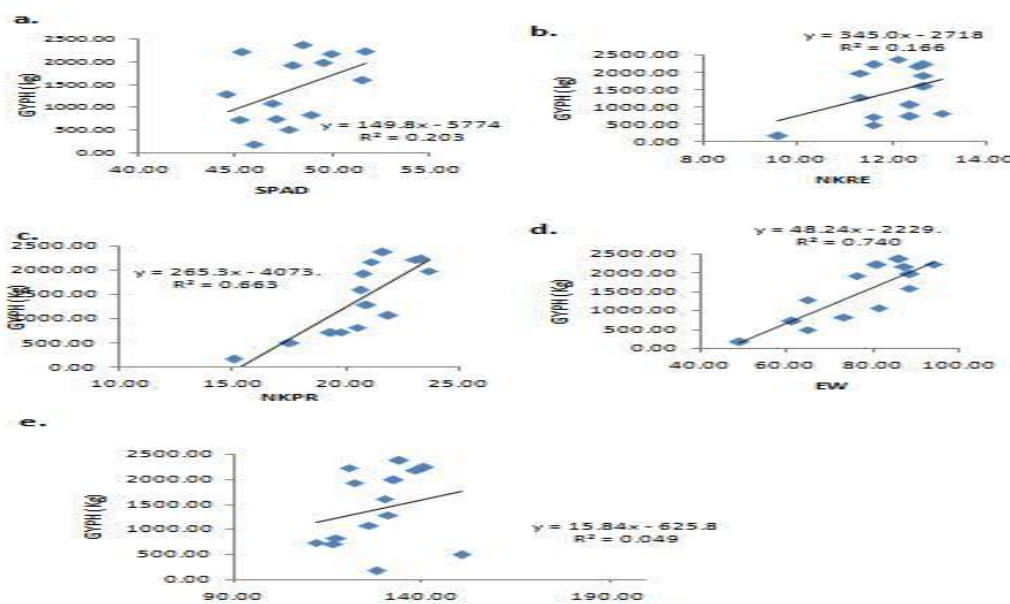 a.
2500.00
2000.00
1500.00
1000.00
500.00
0.00
GYPH (kg)
40.00 45.00 50.00 55.00
SPAD
y = 149.8x - 5774
R² = 0.203
b.
2500.00
2000.00
1500.00
1000.00
500.00
0.00
GYPH (kg)
8.00 10.00 12.00 14.00
NKRE
y = 345.0x - 2718
R² = 0.166
c.
2500.00
2000.00
1500.00
1000.00
500.00
0.00
GYPH (Kg)
10.00 15.00 20.00 25.00
NKPR
y = 265.3x - 4073.
R² = 0.663
d.
2500.00
2000.00
1500.00
1000.00
500.00
0.00
GYPH (Kg)
40.00 60.00 80.00 100.00
EW
y = 48.24x - 2229.
R² = 0.740
e.
2500.00
2000.00
1500.00
1000.00
500.00
0.00
GYPH (Kg)
90.00 140.00 190.00
y = 15.84x - 625.8
R² = 0.049